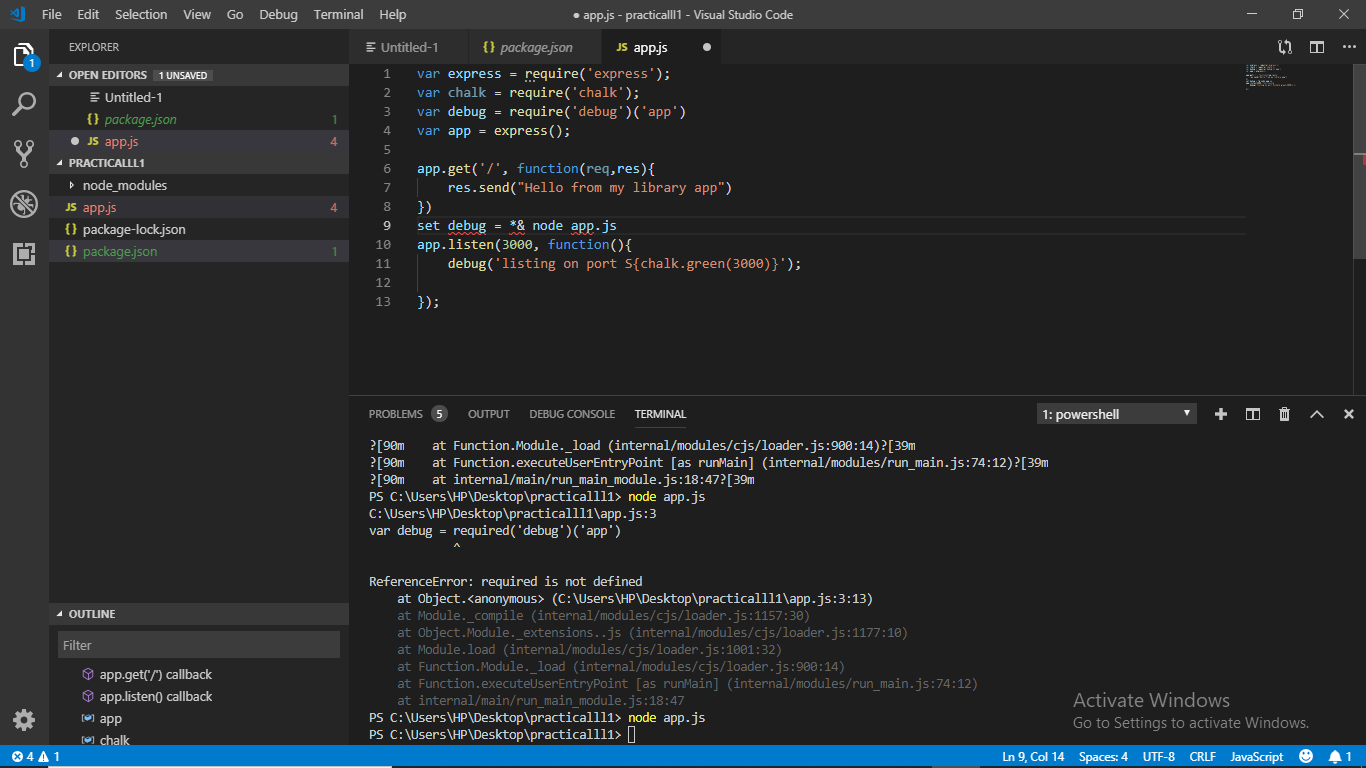 File Edit Selection View Go Debug Terminal Help
● app.js - practicalll1 - Visual Studio Code
EXPLORER
OPEN EDITORS 1 UNSAVED
Untitled-1
{} package.json 1
● JS app.js 4
PRACTICALLL1
node_modules
JS app.js 4
{} package-lock.json
{} package.json 1
OUTLINE
Filter
app.get('/') callback
app.listen() callback
app
chalk
1
Untitled-1
{} package.json
JS app.js ●
1 var express = require('express');
2 var chalk = require('chalk');
3 var debug = require('debug')('app')
4 var app = express();
5
6 app.get('/', function(req,res){
7 res.send("Hello from my library app")
8 })
9 set debug = *& node app.js
10 app.listen(3000, function(){
11 debug('listing on port S{chalk.green(3000)}');
12
13 });
PROBLEMS 5 OUTPUT DEBUG CONSOLE TERMINAL
1: powershell
?[90m    at Function.Module._load (internal/modules/cjs/loader.js:900:14)?[39m
?[90m    at Function.executeUserEntryPoint [as runMain] (internal/modules/run_main.js:74:12)?[39m
?[90m    at internal/main/run_main_module.js:18:47?[39m
PS C:\Users\HP\Desktop\practicalll1> node app.js
C:\Users\HP\Desktop\practicalll1\app.js:3
var debug = required('debug')('app')
^
ReferenceError: required is not defined
at Object.<anonymous> (C:\Users\HP\Desktop\practicalll1\app.js:3:13)
at Module._compile (internal/modules/cjs/loader.js:1157:30)
at Object.Module._extensions..js (internal/modules/cjs/loader.js:1177:10)
at Module.load (internal/modules/cjs/loader.js:1001:32)
at Function.Module._load (internal/modules/cjs/loader.js:900:14)
at Function.executeUserEntryPoint [as runMain] (internal/modules/run_main.js:74:12)
at internal/main/run_main_module.js:18:47
PS C:\Users\HP\Desktop\practicalll1> node app.js
PS C:\Users\HP\Desktop\practicalll1>
Activate Windows
Go to Settings to activate Windows.
4 1
Ln 9, Col 14 Spaces: 4 UTF-8 CRLF JavaScript 1